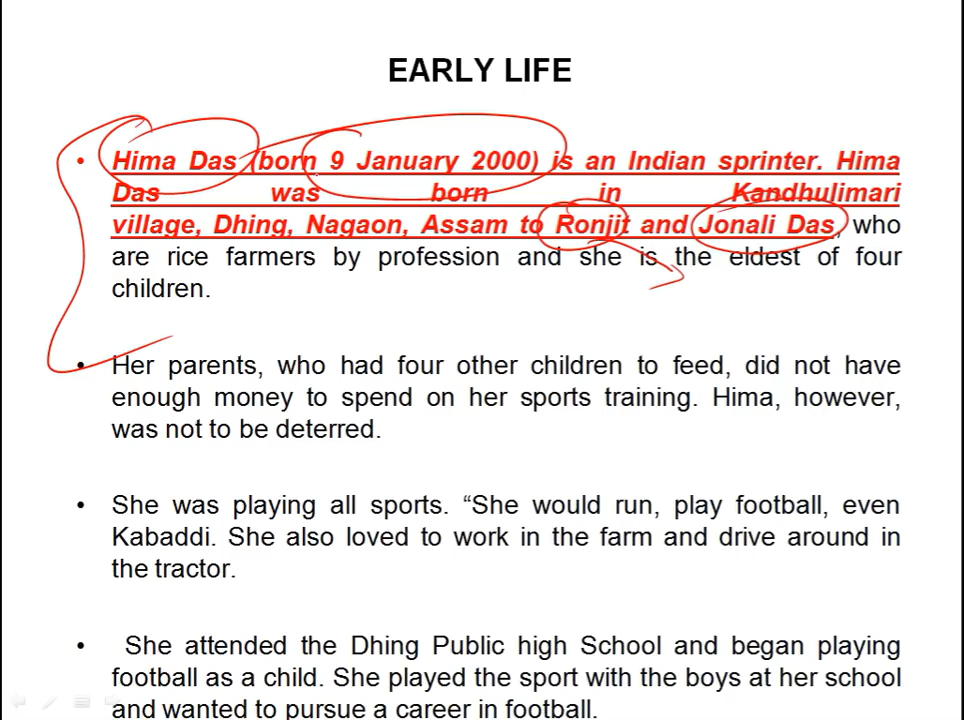 EARLY LIFE
• Hima Das (born 9 January 2000) is an Indian sprinter. Hima
Das was born in Kandhulimari
village, Dhing, Nagaon, Assam to Ronjit and Jonali Das, who
are rice farmers by profession and she is the eldest of four
children.
• Her parents, who had four other children to feed, did not have
enough money to spend on her sports training. Hima, however,
was not to be deterred.
• She was playing all sports. “She would run, play football, even
Kabaddi. She also loved to work in the farm and drive around in
the tractor.
• She attended the Dhing Public high School and began playing
football as a child. She played the sport with the boys at her school
and wanted to pursue a career in football.